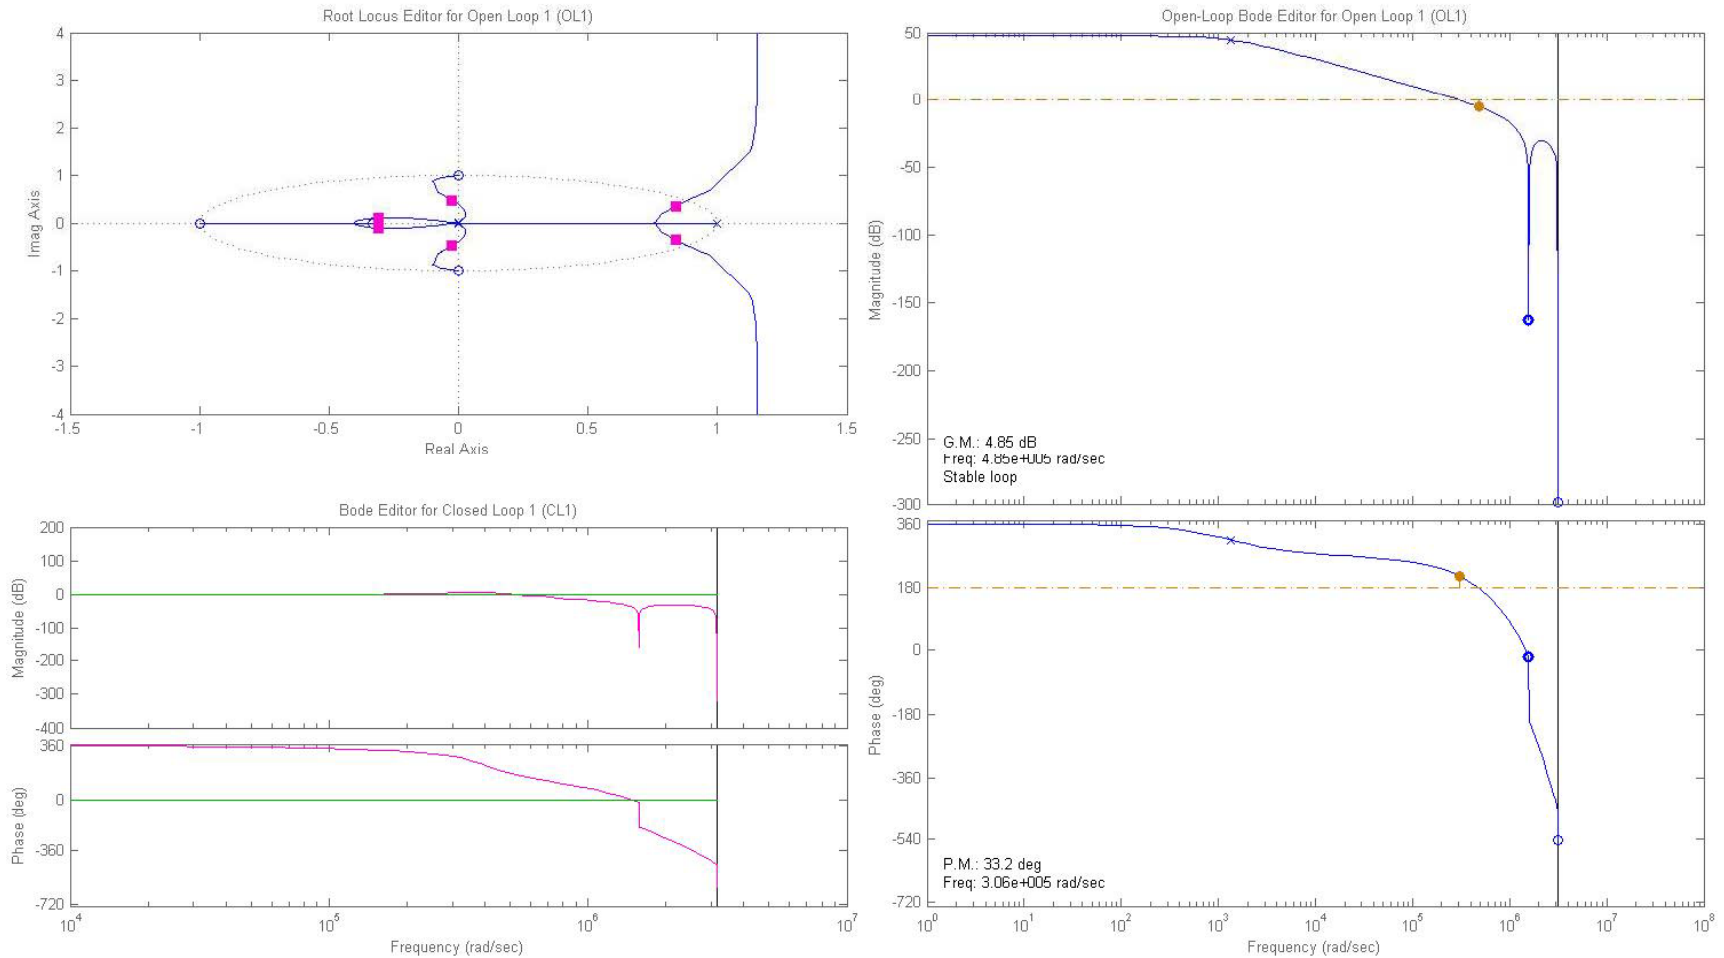 Root Locus Editor for Open Loop 1 (OL1)
4
3
2
1
0
-1
-2
-3
-4
Imag Axis
-1.5 -1 -0.5 0 0.5 1 1.5
Real Axis
Bode Editor for Closed Loop 1 (CL1)
200
100
0
-100
-200
-300
-400
Magnitude (dB)
360
0
-360
-720
Phase (deg)
10^4 10^5 10^6 10^7
Frequency (rad/sec)
Open-Loop Bode Editor for Open Loop 1 (OL1)
50
0
-50
-100
-150
-200
-250
-300
Magnitude (dB)
G.M.: 4.85 dB
Freq: 4.85e+005 rad/sec
Stable loop
360
180
0
-180
-360
-540
-720
Phase (deg)
P.M.: 33.2 deg
Freq: 3.06e+005 rad/sec
10^0 10^1 10^2 10^3 10^4 10^5 10^6 10^7 10^8
Frequency (rad/sec)